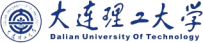 大连理工大学
Dalian University Of Technology